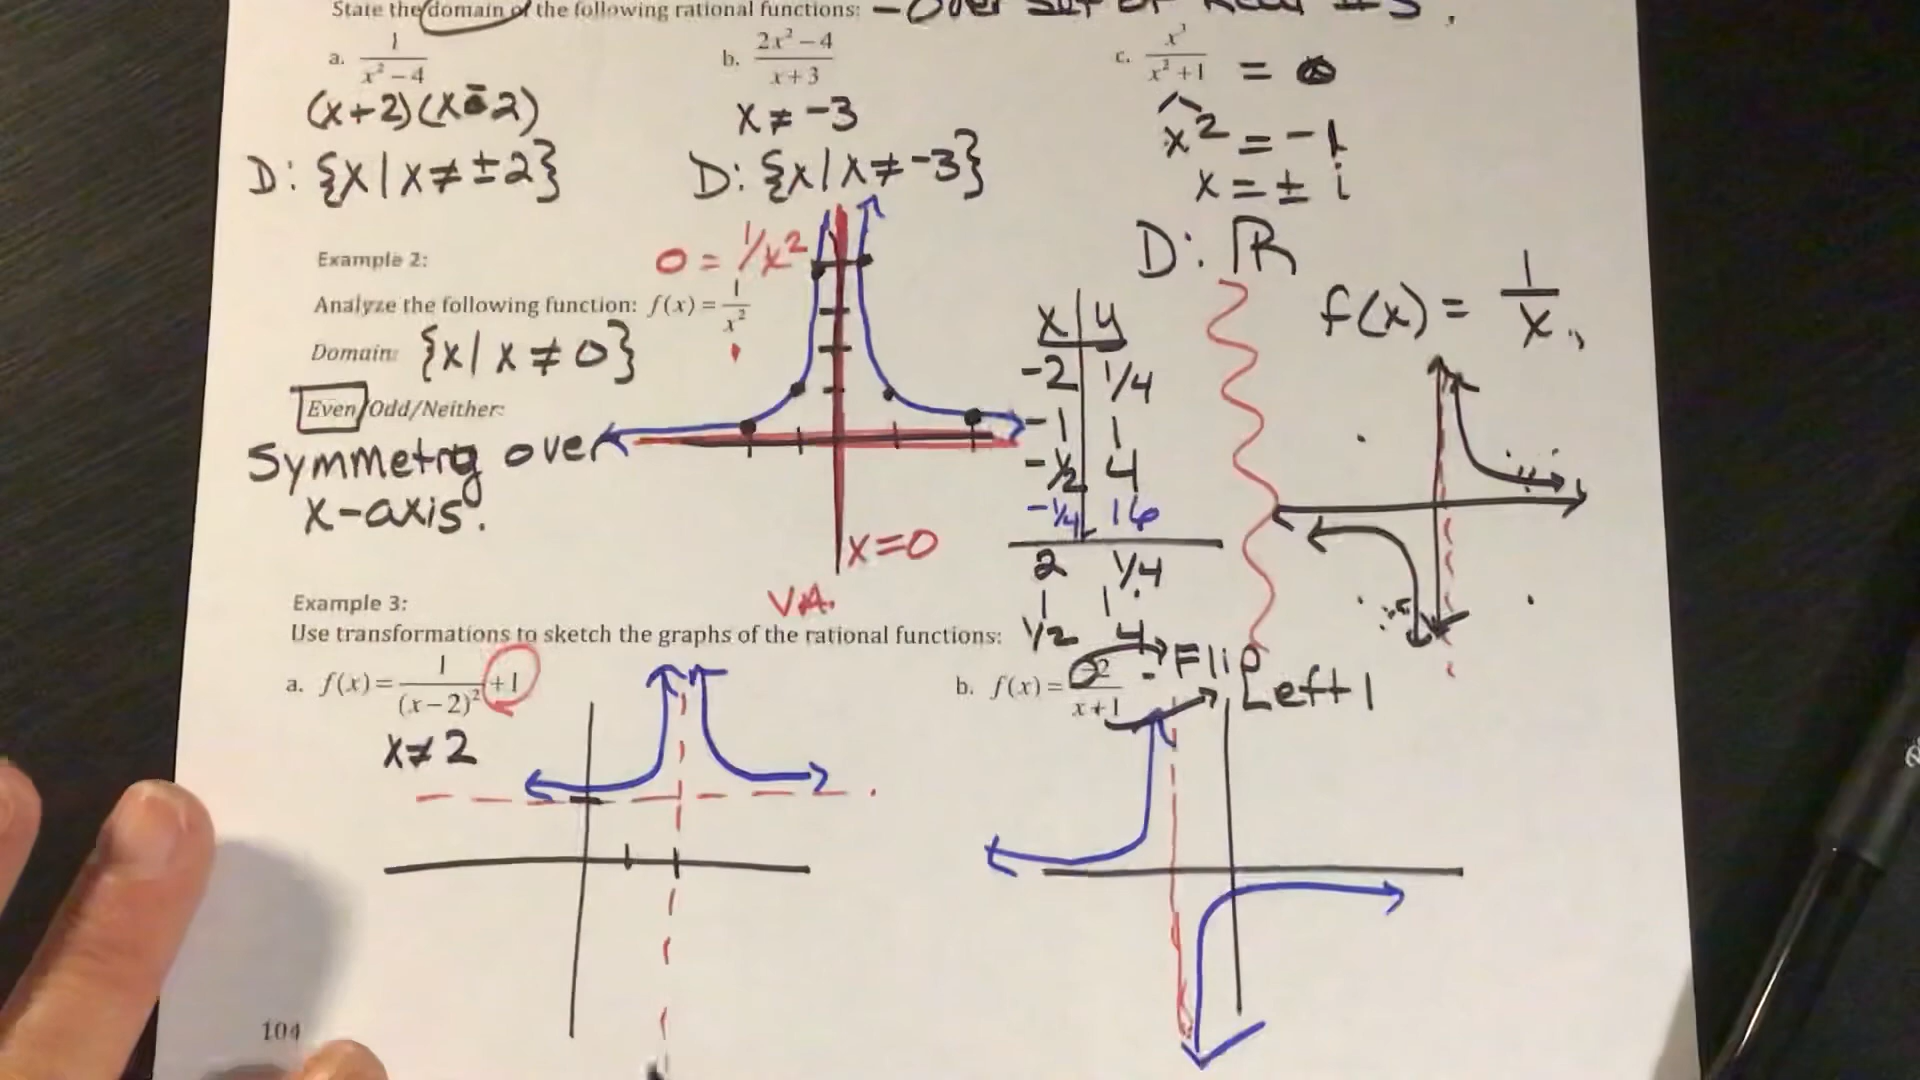 State the domain of the following rational functions: - Over Set of Real #s.
a. 1/(x² - 4)
(x+2)(x-2)
D: {x | x ≠ ±2}
b. (2x² - 4)/(x + 3)
x ≠ -3
D: {x | x ≠ -3}
c. x³/(x² + 1) = 0
x² = -1
x = ± i
D: ℝ
Example 2:
0 = 1/x²
Analyze the following function: f(x) = 1/x²
Domain: {x | x ≠ 0}
Even/Odd/Neither:
Symmetry over
x-axis.
x=0
V.A.
x | y
-2 1/4
-1 1
-1/2 4
-1/4 16
2 1/4
1 1
1/2 4
f(x) = 1/x
Example 3:
Use transformations to sketch the graphs of the rational functions:
a. f(x) = 1/(x-2)² +1
x ≠ 2
b. f(x) = -2/(x+1)
- Flip
Left 1
104